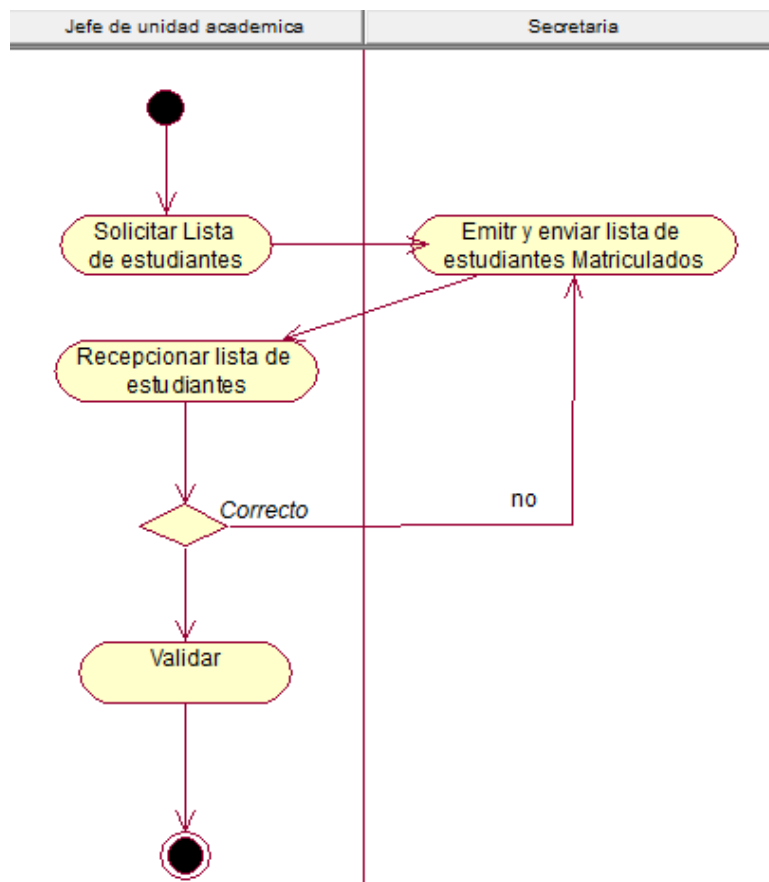 Jefe de unidad academica
Secretaria
Solicitar Lista
de estudiantes
Emitr y enviar lista de
estudiantes Matriculados
Recepcionar lista de
estudiantes
Correcto
no
Validar